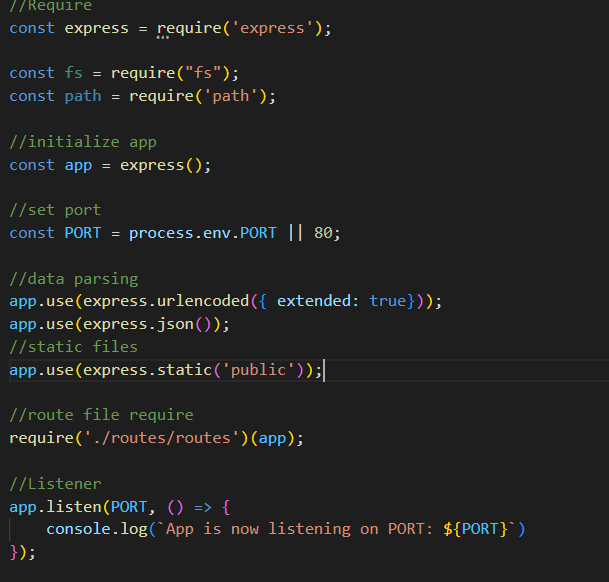 //Require
const express = require('express');
const fs = require("fs");
const path = require('path');
//initialize app
const app = express();
//set port
const PORT = process.env.PORT || 80;
//data parsing
app.use(express.urlencoded({ extended: true}));
app.use(express.json());
//static files
app.use(express.static('public'));
//route file require
require('./routes/routes')(app);
//Listener
app.listen(PORT, () => {
    console.log(`App is now listening on PORT: ${PORT}`)
});